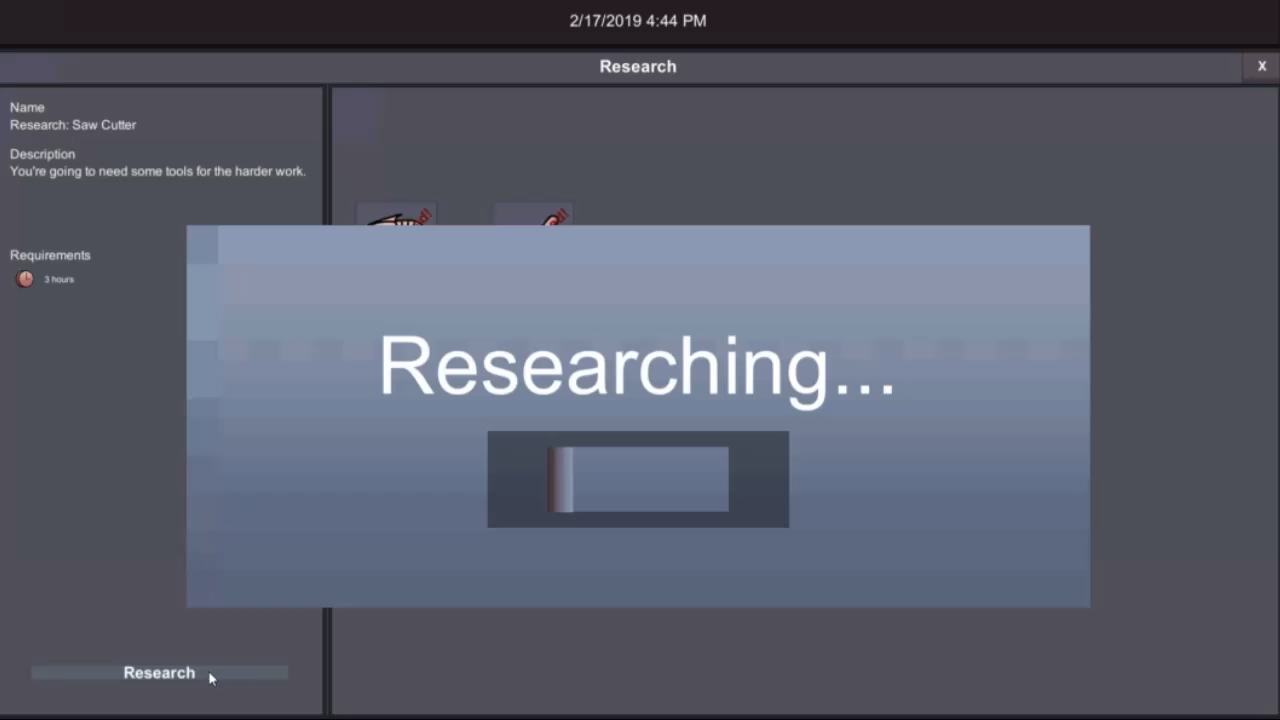 2/17/2019 4:44 PM
Research
X
Name
Research: Saw Cutter
Description
You're going to need some tools for the harder work.
Requirements
3 hours
Researching...
Research